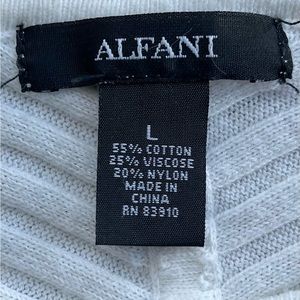 ALFANI
L
55% COTTON
25% VISCOSE
20% NYLON
MADE IN
CHINA
RN 83910